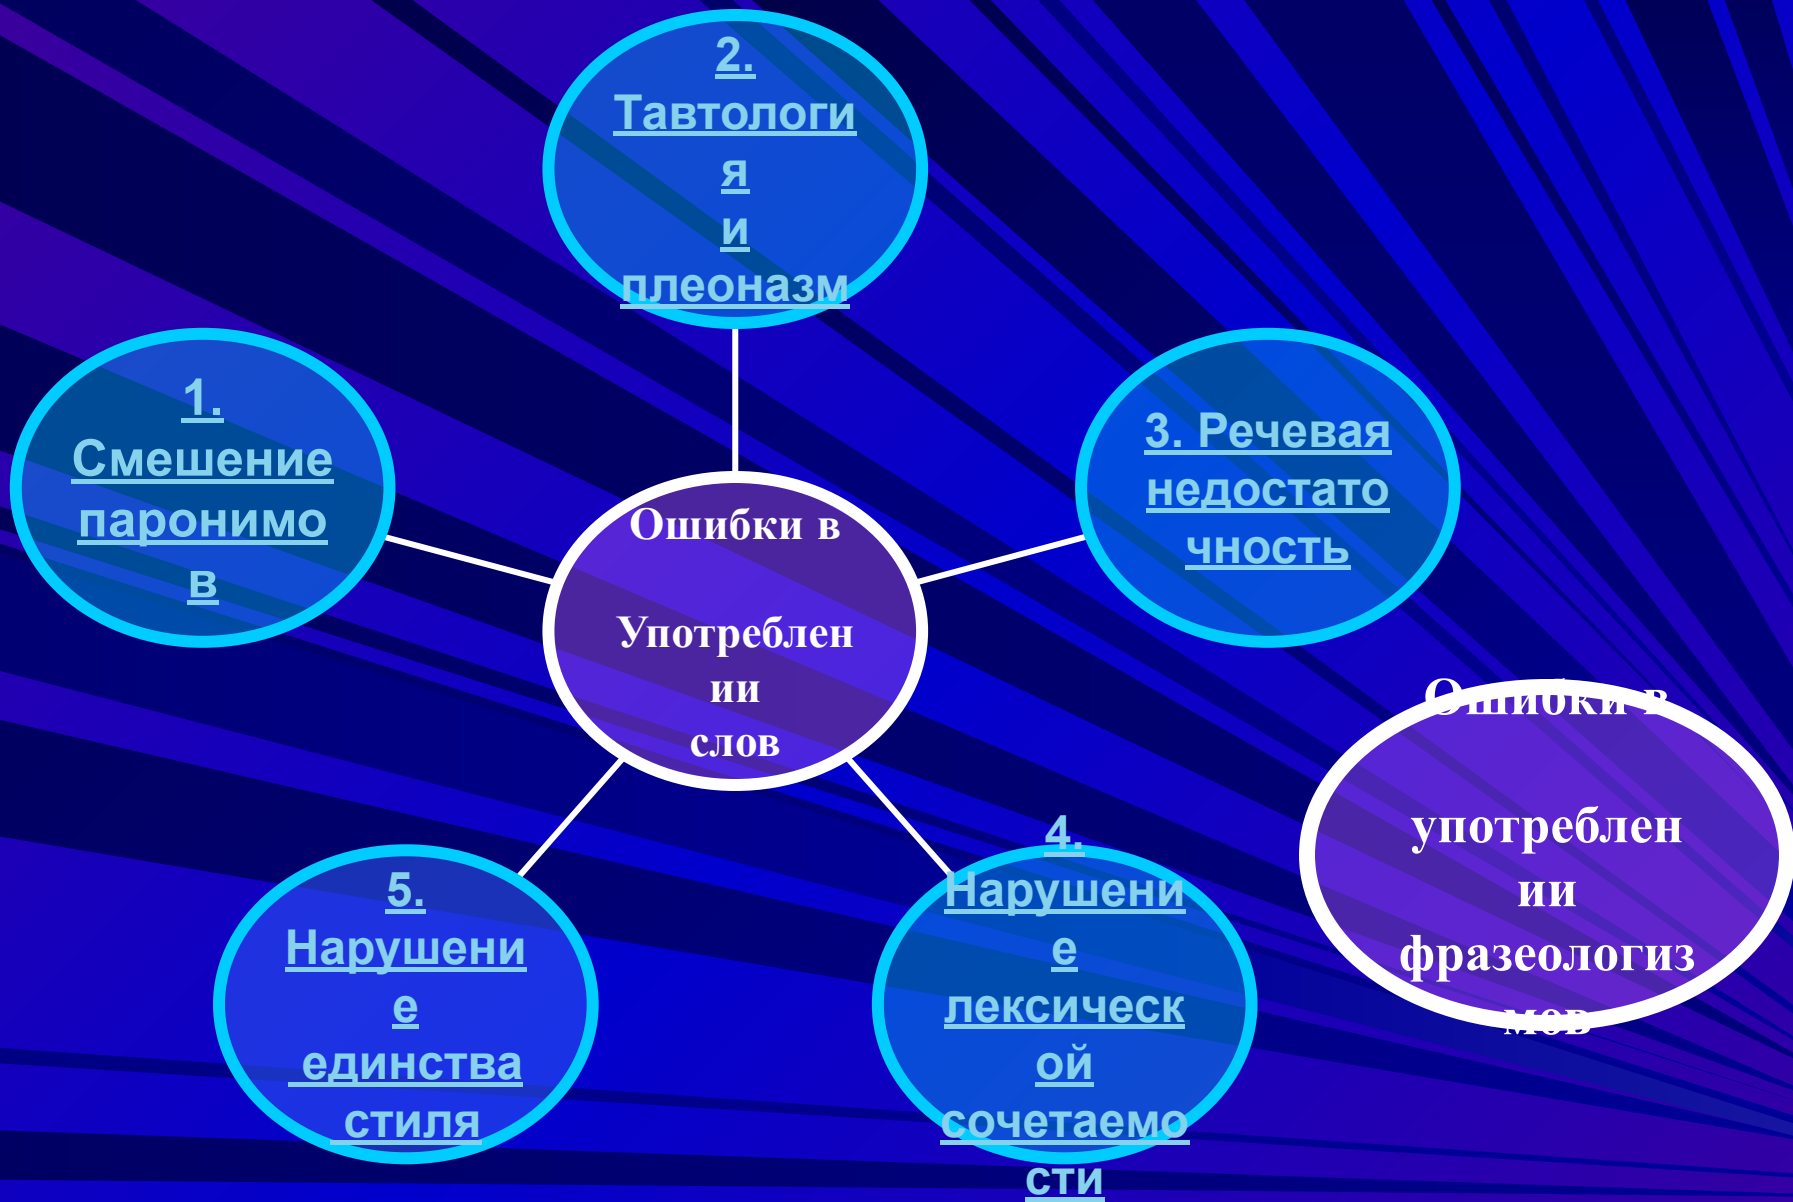 2.
Тавтологи
я
и
плеоназм
1.
Смешение
паронимо
в
3. Речевая
недостато
чность
Ошибки в
Употреблен
ии
слов
Ошибки в
употреблен
ии
фразеологиз
мов
4.
Нарушени
е
лексическ
ой
сочетаемо
сти
5.
Нарушени
е
единства
стиля